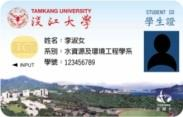 TAMKANG UNIVERSITY
淡江大學
STUDENT ID
學生證
IC
姓名：李淑女
系別：水資源及環境工程學系
學號：123456789
INPUT